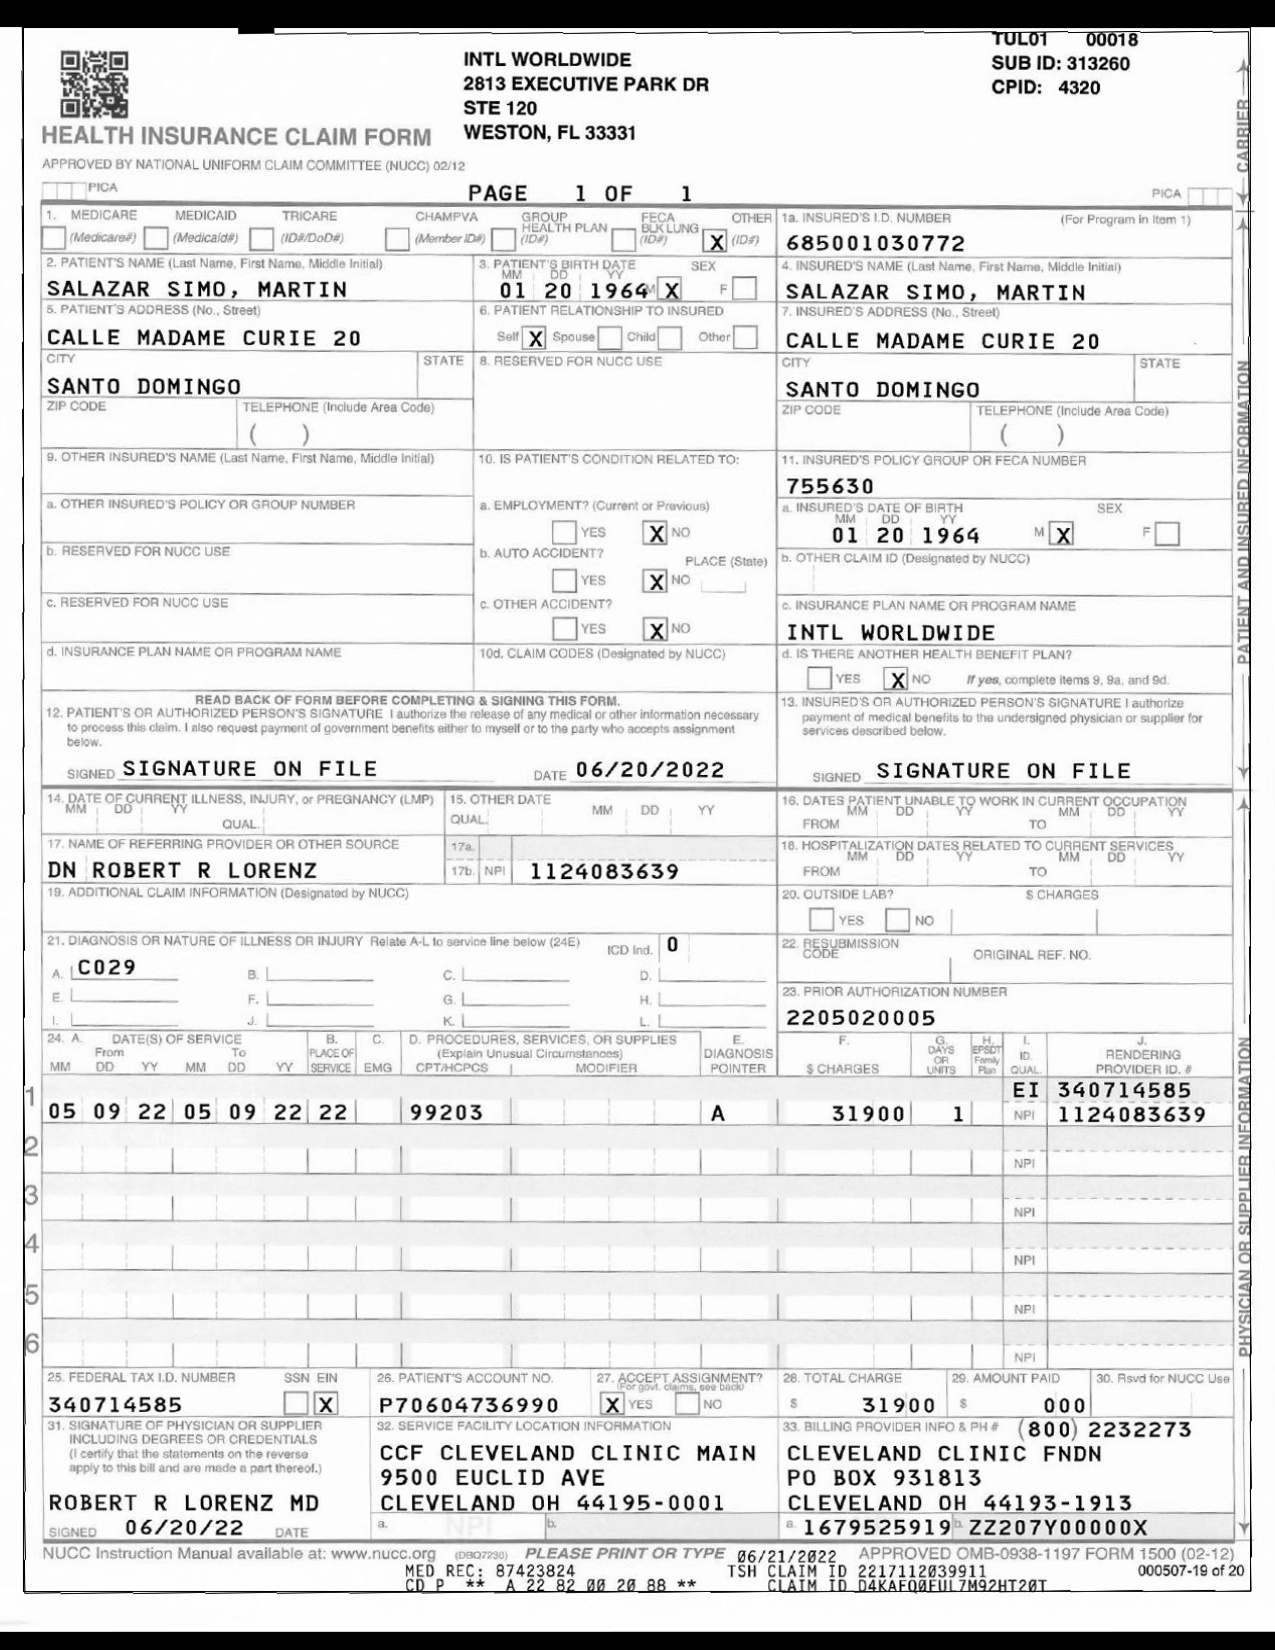 TUL01 00018
INTL WORLDWIDE
SUB ID: 313260
2813 EXECUTIVE PARK DR
CPID: 4320
STE 120
WESTON, FL 33331
HEALTH INSURANCE CLAIM FORM
APPROVED BY NATIONAL UNIFORM CLAIM COMMITTEE (NUCC) 02/12
CARRIER
PICA PAGE 1 OF 1 PICA
1. MEDICARE MEDICAID TRICARE CHAMPVA GROUP HEALTH PLAN FECA BLK LUNG OTHER 1a. INSURED'S I.D. NUMBER (For Program in Item 1)
(Medicare#) (Medicaid#) (ID#/DoD#) (Member ID#) (ID#) (ID#) X (ID#) 685001030772
2. PATIENT'S NAME (Last Name, First Name, Middle Initial) 3. PATIENT'S BIRTH DATE SEX 4. INSURED'S NAME (Last Name, First Name, Middle Initial)
MM DD YY
SALAZAR SIMO, MARTIN 01 20 1964 M X F SALAZAR SIMO, MARTIN
5. PATIENT'S ADDRESS (No., Street) 6. PATIENT RELATIONSHIP TO INSURED 7. INSURED'S ADDRESS (No., Street)
CALLE MADAME CURIE 20 Self X Spouse Child Other CALLE MADAME CURIE 20
CITY STATE 8. RESERVED FOR NUCC USE CITY STATE
SANTO DOMINGO SANTO DOMINGO
ZIP CODE TELEPHONE (Include Area Code) ZIP CODE TELEPHONE (Include Area Code)
( ) ( )
9. OTHER INSURED'S NAME (Last Name, First Name, Middle Initial) 10. IS PATIENT'S CONDITION RELATED TO: 11. INSURED'S POLICY GROUP OR FECA NUMBER
755630
a. OTHER INSURED'S POLICY OR GROUP NUMBER a. EMPLOYMENT? (Current or Previous) a. INSURED'S DATE OF BIRTH SEX
MM DD YY
YES X NO 01 20 1964 M X F
b. RESERVED FOR NUCC USE b. AUTO ACCIDENT? PLACE (State) b. OTHER CLAIM ID (Designated by NUCC)
YES X NO
c. RESERVED FOR NUCC USE c. OTHER ACCIDENT? c. INSURANCE PLAN NAME OR PROGRAM NAME
YES X NO INTL WORLDWIDE
d. INSURANCE PLAN NAME OR PROGRAM NAME 10d. CLAIM CODES (Designated by NUCC) d. IS THERE ANOTHER HEALTH BENEFIT PLAN?
YES X NO If yes, complete items 9, 9a, and 9d.
PATIENT AND INSURED INFORMATION
READ BACK OF FORM BEFORE COMPLETING & SIGNING THIS FORM.
12. PATIENT'S OR AUTHORIZED PERSON'S SIGNATURE I authorize the release of any medical or other information necessary
to process this claim. I also request payment of government benefits either to myself or to the party who accepts assignment
below.
SIGNED SIGNATURE ON FILE DATE 06/20/2022
13. INSURED'S OR AUTHORIZED PERSON'S SIGNATURE I authorize
payment of medical benefits to the undersigned physician or supplier for
services described below.
SIGNED SIGNATURE ON FILE
14. DATE OF CURRENT ILLNESS, INJURY, or PREGNANCY (LMP) 15. OTHER DATE 16. DATES PATIENT UNABLE TO WORK IN CURRENT OCCUPATION
MM DD YY QUAL. QUAL. MM DD YY MM DD YY MM DD YY
FROM TO
17. NAME OF REFERRING PROVIDER OR OTHER SOURCE 17a. 18. HOSPITALIZATION DATES RELATED TO CURRENT SERVICES
MM DD YY MM DD YY
DN ROBERT R LORENZ 17b. NPI 1124083639 FROM TO
19. ADDITIONAL CLAIM INFORMATION (Designated by NUCC) 20. OUTSIDE LAB? $ CHARGES
YES NO
21. DIAGNOSIS OR NATURE OF ILLNESS OR INJURY Relate A-L to service line below (24E) ICD Ind. 0 22. RESUBMISSION CODE ORIGINAL REF. NO.
A. C029 B. C. D.
E. F. G. H. 23. PRIOR AUTHORIZATION NUMBER
I. J. K. L. 2205020005
24. A. DATE(S) OF SERVICE B. C. D. PROCEDURES, SERVICES, OR SUPPLIES E. F. G. H. I. J.
From To PLACE OF (Explain Unusual Circumstances) DIAGNOSIS DAYS OR UNITS EPSDT Family Plan ID. RENDERING
MM DD YY MM DD YY SERVICE EMG CPT/HCPCS MODIFIER POINTER $ CHARGES QUAL. PROVIDER ID. #
EI 340714585
1 05 09 22 05 09 22 22 99203 A 319 00 1 NPI 1124083639
2 NPI
3 NPI
4 NPI
5 NPI
6 NPI
PHYSICIAN OR SUPPLIER INFORMATION
25. FEDERAL TAX I.D. NUMBER SSN EIN 26. PATIENT'S ACCOUNT NO. 27. ACCEPT ASSIGNMENT? (For govt. claims, see back) 28. TOTAL CHARGE 29. AMOUNT PAID 30. Rsvd for NUCC Use
340714585 X P70604736990 X YES NO $ 319 00 $ 0 00
31. SIGNATURE OF PHYSICIAN OR SUPPLIER
INCLUDING DEGREES OR CREDENTIALS
(I certify that the statements on the reverse
apply to this bill and are made a part thereof.)
ROBERT R LORENZ MD
SIGNED 06/20/22 DATE
32. SERVICE FACILITY LOCATION INFORMATION
CCF CLEVELAND CLINIC MAIN
9500 EUCLID AVE
CLEVELAND OH 44195-0001
a. NPI b.
33. BILLING PROVIDER INFO & PH # (800) 2232273
CLEVELAND CLINIC FNDN
PO BOX 931813
CLEVELAND OH 44193-1913
a. 1679525919 b. ZZ207Y00000X
NUCC Instruction Manual available at: www.nucc.org (DBQ7230) PLEASE PRINT OR TYPE 06/21/2022 APPROVED OMB-0938-1197 FORM 1500 (02-12)
MED REC: 87423824 TSH CLAIM ID 2217112039911 000507-19 of 20
CD P ** A 22 82 00 20 88 ** CLAIM ID D4KAFQ0FUL7M92HT20T